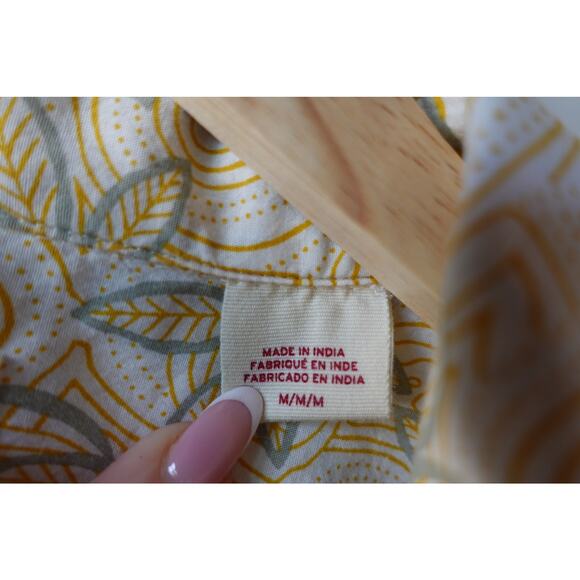 MADE IN INDIA
FABRIQUÉ EN INDE
FABRICADO EN INDIA
M/M/M